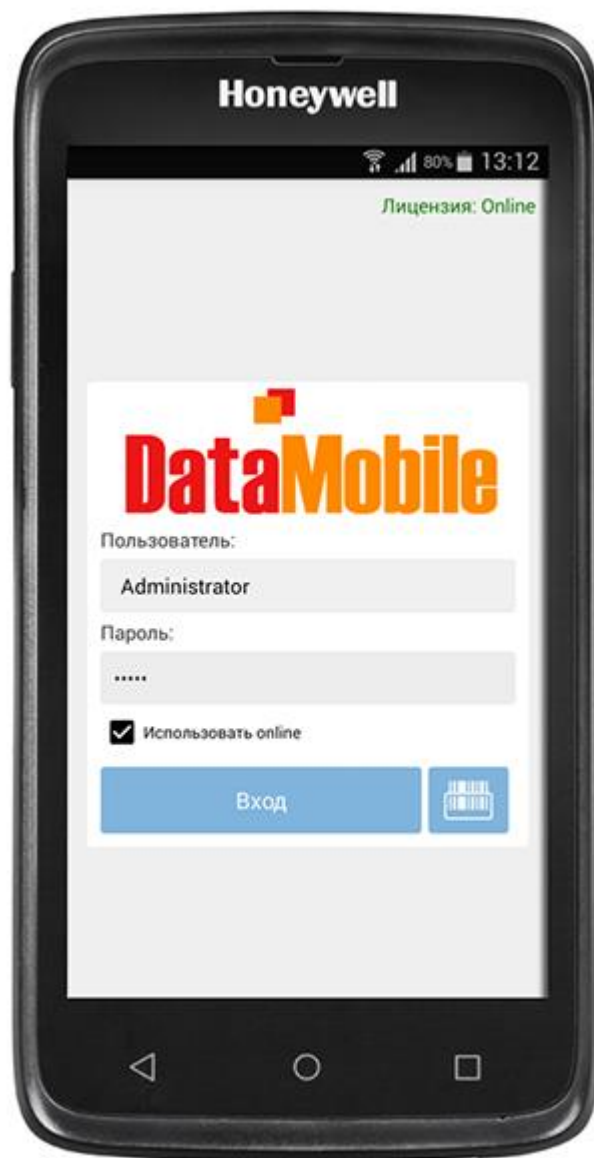 Honeywell
80% 13:12
Лицензия: Online
DataMobile
Пользователь:
Administrator
Пароль:
•••••
Использовать online
Вход